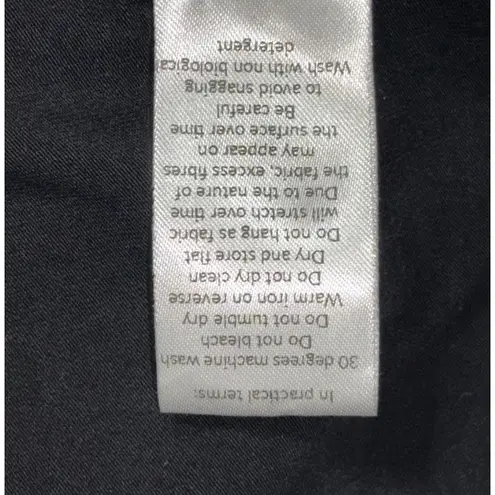 In practical terms:
30 degrees machine wash
Do not bleach
Do not tumble dry
Warm iron on reverse
Do not dry clean
Dry and store flat
Do not hang as fabric
will stretch over time
Due to the nature of
the fabric, excess fibres
may appear on
the surface over time
Be careful
to avoid snagging
Wash with non biological
detergent